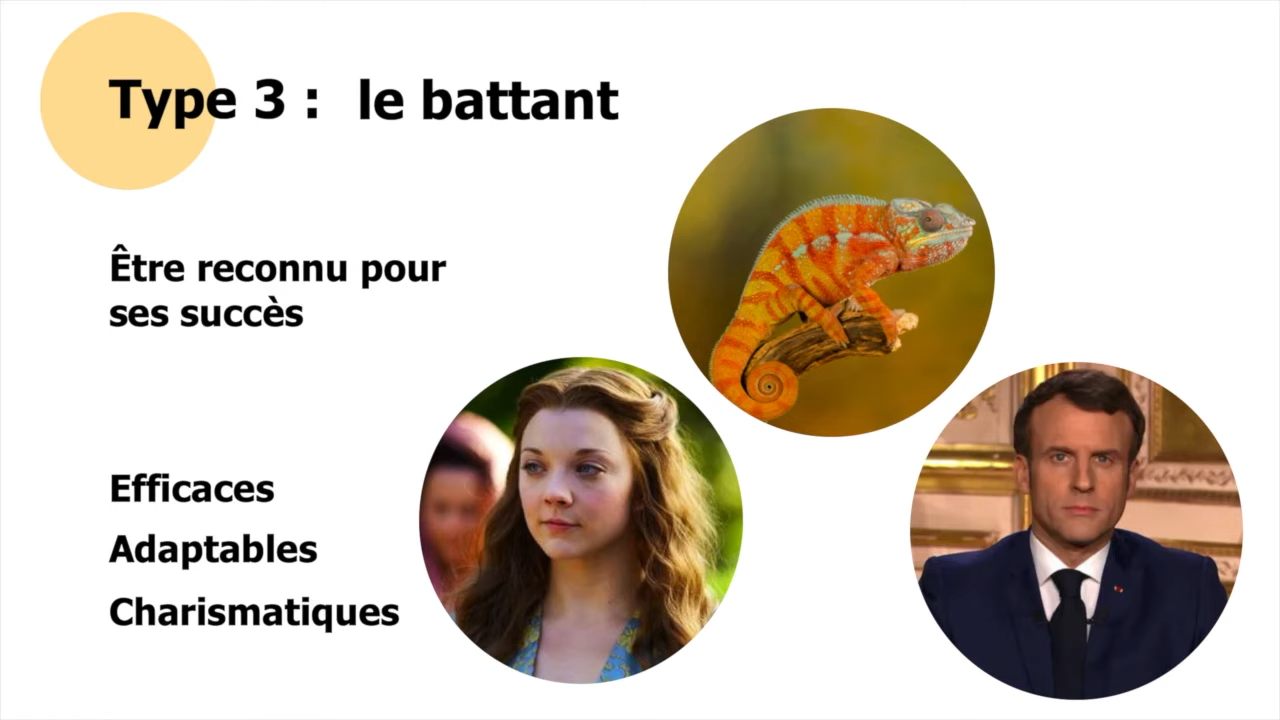 Type 3 : le battant
Être reconnu pour
ses succès
Efficaces
Adaptables
Charismatiques